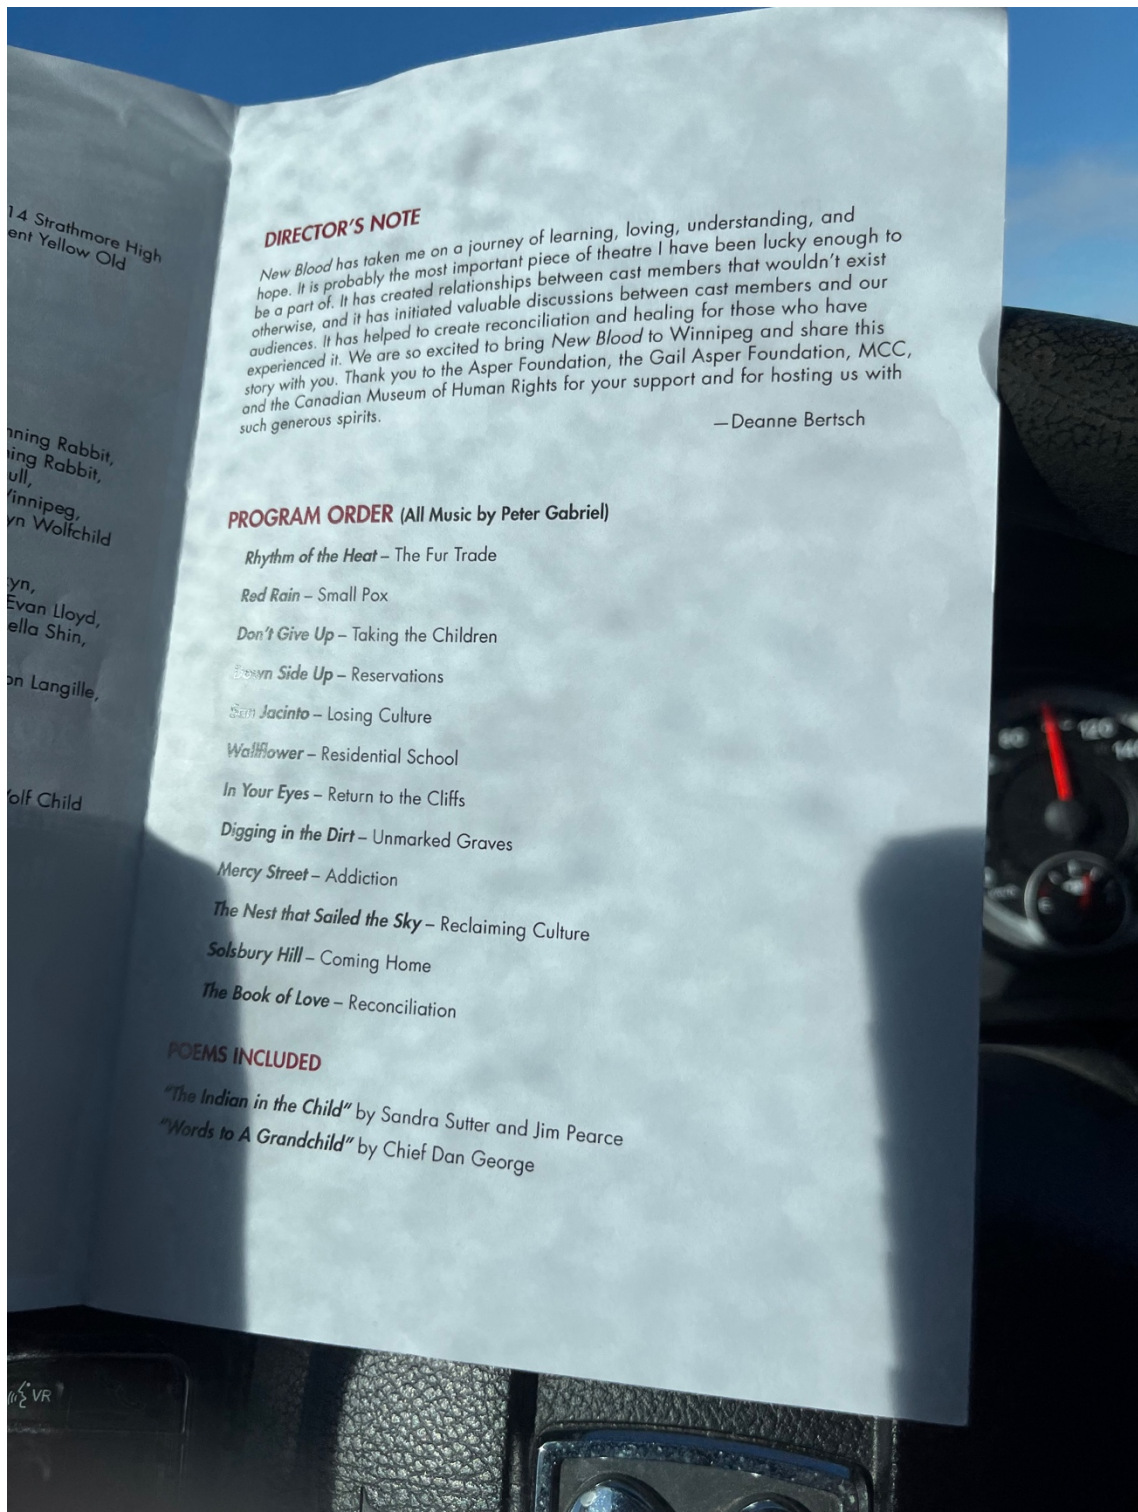 14 Strathmore High
ent Yellow Old
nning Rabbit,
ing Rabbit,
ull,
Winnipeg,
yn Wolfchild
yn,
Evan Lloyd,
ella Shin,
on Langille,
olf Child
DIRECTOR'S NOTE
New Blood has taken me on a journey of learning, loving, understanding, and
hope. It is probably the most important piece of theatre I have been lucky enough to
be a part of. It has created relationships between cast members that wouldn't exist
otherwise, and it has initiated valuable discussions between cast members and our
audiences. It has helped to create reconciliation and healing for those who have
experienced it. We are so excited to bring New Blood to Winnipeg and share this
story with you. Thank you to the Asper Foundation, the Gail Asper Foundation, MCC,
and the Canadian Museum of Human Rights for your support and for hosting us with
such generous spirits.
—Deanne Bertsch
PROGRAM ORDER (All Music by Peter Gabriel)
Rhythm of the Heat – The Fur Trade
Red Rain – Small Pox
Don't Give Up – Taking the Children
Side Up – Reservations
Jacinto – Losing Culture
Wallflower – Residential School
In Your Eyes – Return to the Cliffs
Digging in the Dirt – Unmarked Graves
Mercy Street – Addiction
The Nest that Sailed the Sky – Reclaiming Culture
Solsbury Hill – Coming Home
The Book of Love – Reconciliation
POEMS INCLUDED
"The Indian in the Child" by Sandra Sutter and Jim Pearce
"Words to A Grandchild" by Chief Dan George
120
VR